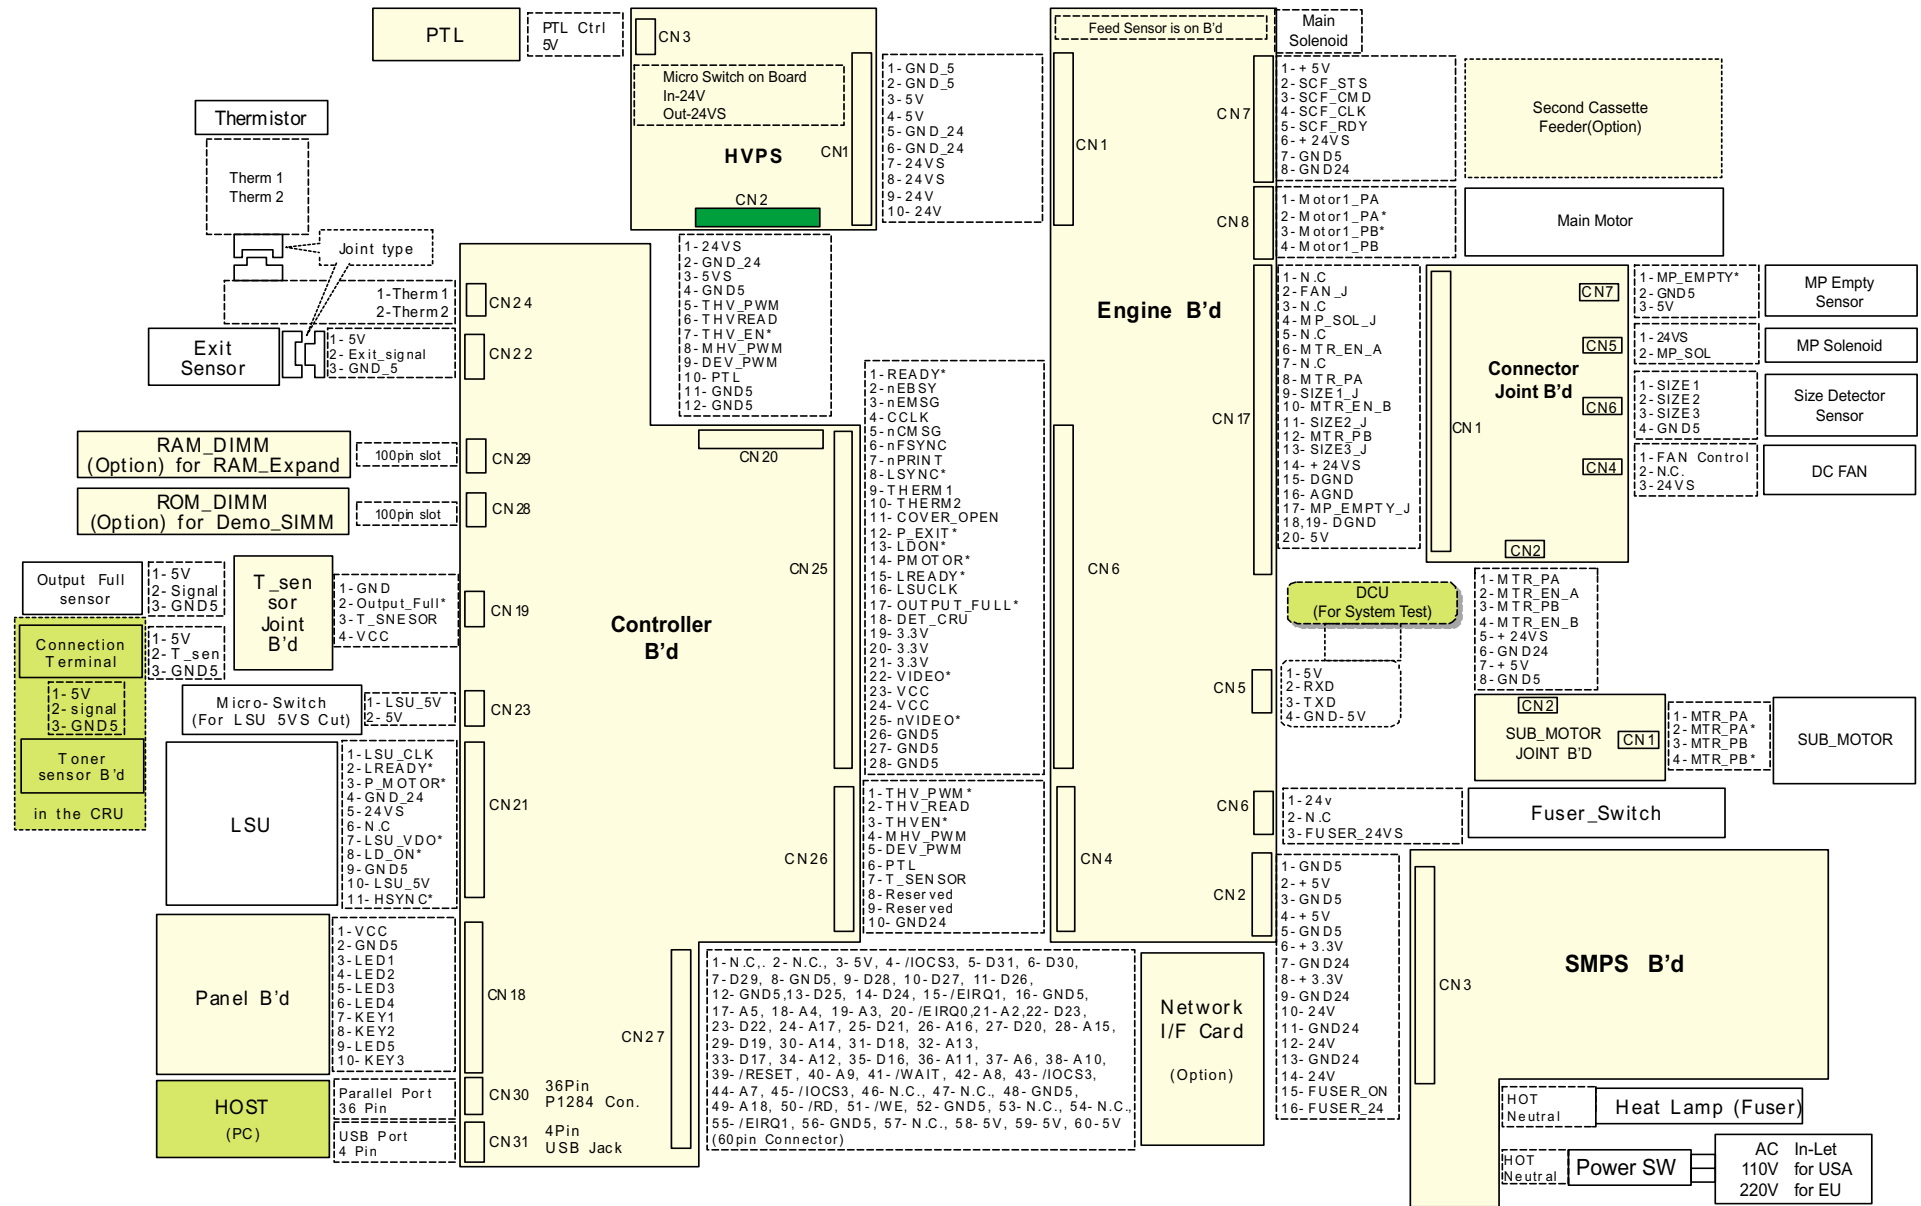 PTL
PTL Ctrl
5V
CN3
Micro Switch on Board
In-24V
Out-24VS
HVPS
CN1
CN2
1-GND_5
2-GND_5
3-5V
4-5V
5-GND_24
6-GND_24
7-24VS
8-24VS
9-24V
10-24V
Feed Sensor is on B'd
Main
Solenoid
CN1
CN7
1-+5V
2-SCF_STS
3-SCF_CMD
4-SCF_CLK
5-SCF_RDY
6-+24VS
7-GND5
8-GND24
Second Cassette
Feeder(Option)
CN8
1-Motor1_PA
2-Motor1_PA*
3-Motor1_PB*
4-Motor1_PB
Main Motor
Thermistor
Therm 1
Therm 2
Joint type
1-Therm1
2-Therm2
CN24
Exit
Sensor
1-5V
2-Exit_signal
3-GND_5
CN22
1-24VS
2-GND_24
3-5VS
4-GND5
5-THV_PWM
6-THVREAD
7-THV_EN*
8-MHV_PWM
9-DEV_PWM
10-PTL
11-GND5
12-GND5
RAM_DIMM
(Option) for RAM_Expand
100pin slot
CN29
CN20
ROM_DIMM
(Option) for Demo_SIMM
100pin slot
CN28
1-READY*
2-nEBSY
3-nEMSG
4-CCLK
5-nCMSG
6-nFSYNC
7-nPRINT
8-LSYNC*
9-THERM1
10-THERM2
11-COVER_OPEN
12-P_EXIT*
13-LDON*
14-PMOTOR*
15-LREADY*
16-LSUCLK
17-OUTPUT_FULL*
18-DET_CRU
19-3.3V
20-3.3V
21-3.3V
22-VIDEO*
23-VCC
24-VCC
25-nVIDEO*
26-GND5
27-GND5
28-GND5
CN25
CN6
Engine B'd
CN17
1-N.C
2-FAN_J
3-N.C
4-MP_SOL_J
5-N.C
6-MTR_EN_A
7-N.C
8-MTR_PA
9-SIZE1_J
10-MTR_EN_B
11-SIZE2_J
12-MTR_PB
13-SIZE3_J
14-+24VS
15-DGND
16-AGND
17-MP_EMPTY_J
18,19-DGND
20-5V
CN1
Connector
Joint B'd
CN7
1-MP_EMPTY*
2-GND5
3-5V
MP Empty
Sensor
CN5
1-24VS
2-MP_SOL
MP Solenoid
CN6
1-SIZE1
2-SIZE2
3-SIZE3
4-GND5
Size Detector
Sensor
CN4
1-FAN Control
2-N.C.
3-24VS
DC FAN
CN2
1-MTR_PA
2-MTR_EN_A
3-MTR_PB
4-MTR_EN_B
5-+24VS
6-GND24
7-+5V
8-GND5
DCU
(For System Test)
CN5
1-5V
2-RXD
3-TXD
4-GND-5V
CN2
SUB_MOTOR
JOINT B'D
CN1
1-MTR_PA
2-MTR_PA*
3-MTR_PB
4-MTR_PB*
SUB_MOTOR
Output Full
sensor
1-5V
2-Signal
3-GND5
T_sen
sor
Joint
B'd
1-GND
2-Output_Full*
3-T_SNESOR
4-VCC
CN19
Controller
B'd
Connection
Terminal
1-5V
2-T_sen
3-GND5
1-5V
2-signal
3-GND5
Toner
sensor B'd
in the CRU
Micro-Switch
(For LSU 5VS Cut)
1-LSU_5V
2-5V
CN23
LSU
1-LSU_CLK
2-LREADY*
3-P_MOTOR*
4-GND_24
5-24VS
6-N.C
7-LSU_VDO*
8-LD_ON*
9-GND5
10-LSU_5V
11-HSYNC*
CN21
CN26
1-THV_PWM*
2-THV_READ
3-THVEN*
4-MHV_PWM
5-DEV_PWM
6-PTL
7-T_SENSOR
8-Reserved
9-Reserved
10-GND24
CN4
CN6
1-24v
2-N.C
3-FUSER_24VS
Fuser_Switch
CN2
1-GND5
2-+5V
3-GND5
4-+5V
5-GND5
6-+3.3V
7-GND24
8-+3.3V
9-GND24
10-24V
11-GND24
12-24V
13-GND24
14-24V
15-FUSER_ON
16-FUSER_24
CN3
SMPS B'd
Panel B'd
1-VCC
2-GND5
3-LED1
4-LED2
5-LED3
6-LED4
7-KEY1
8-KEY2
9-LED5
10-KEY3
CN18
CN27
1-N.C,. 2-N.C., 3-5V, 4-/IOCS3, 5-D31, 6-D30,
7-D29, 8-GND5, 9-D28, 10-D27, 11-D26,
12-GND5,13-D25, 14-D24, 15-/EIRQ1, 16-GND5,
17-A5, 18-A4, 19-A3, 20-/EIRQ0,21-A2,22-D23,
23-D22, 24-A17, 25-D21, 26-A16, 27-D20, 28-A15,
29-D19, 30-A14, 31-D18, 32-A13,
33-D17, 34-A12, 35-D16, 36-A11, 37-A6, 38-A10,
39-/RESET, 40-A9, 41-/WAIT, 42-A8, 43-/IOCS3,
44-A7, 45-/IOCS3, 46-N.C., 47-N.C., 48-GND5,
49-A18, 50-/RD, 51-/WE, 52-GND5, 53-N.C., 54-N.C.,
55-/EIRQ1, 56-GND5, 57-N.C., 58-5V, 59-5V, 60-5V
(60pin Connector)
Network
I/F Card
(Option)
HOST
(PC)
Parallel Port
36 Pin
CN30
36Pin
P1284 Con.
USB Port
4 Pin
CN31
4Pin
USB Jack
HOT
Neutral
Heat Lamp (Fuser)
HOT
Neutral
Power SW
AC In-Let
110V for USA
220V for EU